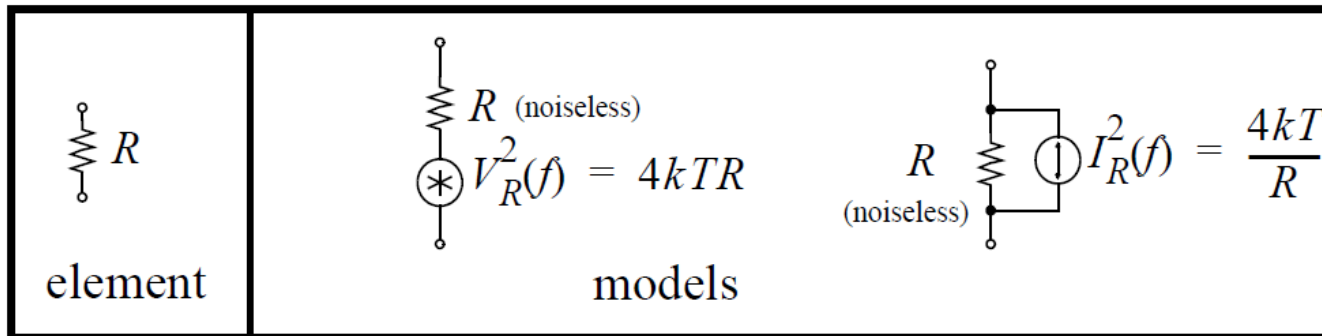 R
element
R (noiseless)
V_R^2(f) = 4kTR
R
(noiseless)
I_R^2(f) = 4kT/R
models